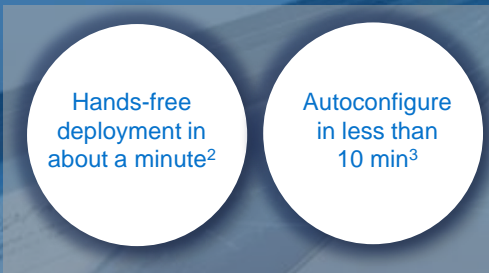 Hands-free
deployment in
about a minute²
Autoconfigure
in less than
10 min³